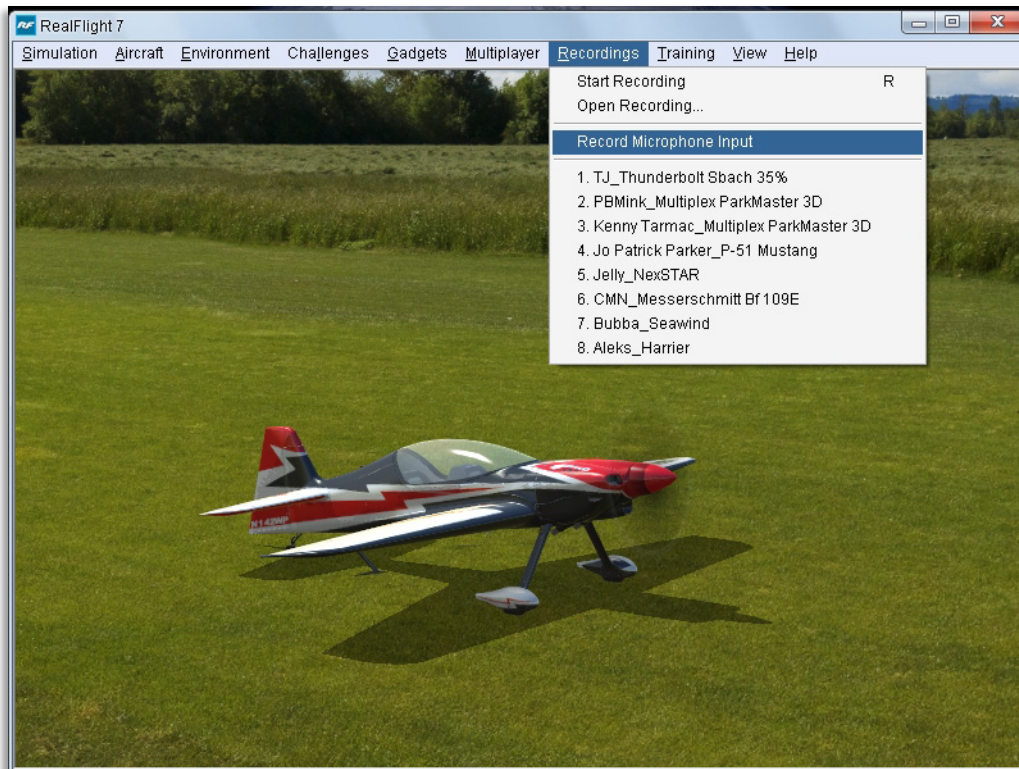 RF RealFlight 7
Simulation Aircraft Environment Challenges Gadgets Multiplayer Recordings Training View Help
Start Recording R
Open Recording...
Record Microphone Input
1. TJ_Thunderbolt Sbach 35%
2. PBMink_Multiplex ParkMaster 3D
3. Kenny Tarmac_Multiplex ParkMaster 3D
4. Jo Patrick Parker_P-51 Mustang
5. Jelly_NexSTAR
6. CMN_Messerschmitt Bf 109E
7. Bubba_Seawind
8. Aleks_Harrier